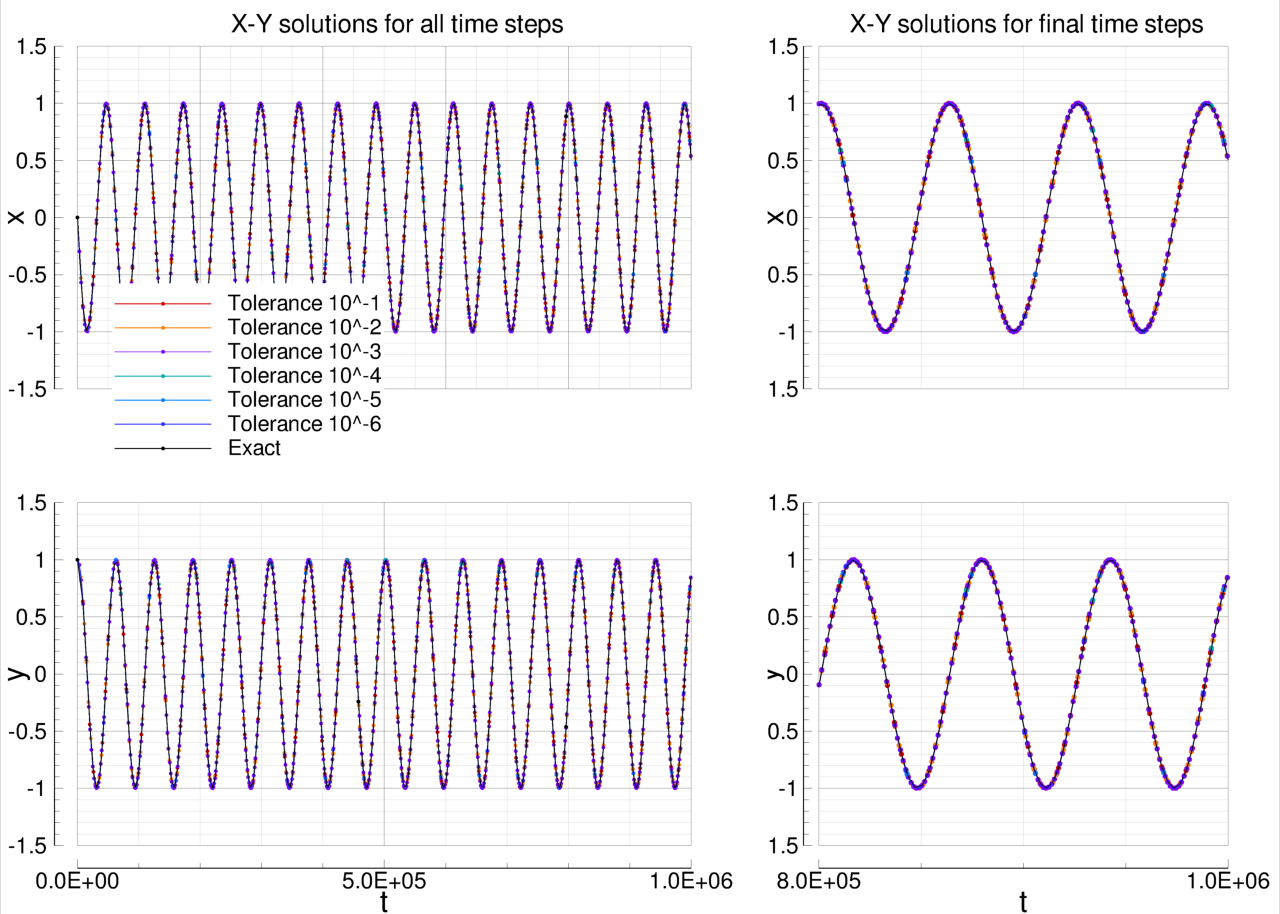 X-Y solutions for all time steps
1.5
1
0.5
0
-0.5
-1
-1.5
x
Tolerance 10^-1
Tolerance 10^-2
Tolerance 10^-3
Tolerance 10^-4
Tolerance 10^-5
Tolerance 10^-6
Exact
X-Y solutions for final time steps
1.5
1
0.5
0
0.5
-1
-1.5
x
1.5
1
0.5
0
-0.5
-1
-1.5
y
0.0E+00
5.0E+05
1.0E+06
t
1.5
1
0.5
0
0.5
-1
-1.5
y
8.0E+05
1.0E+06
t